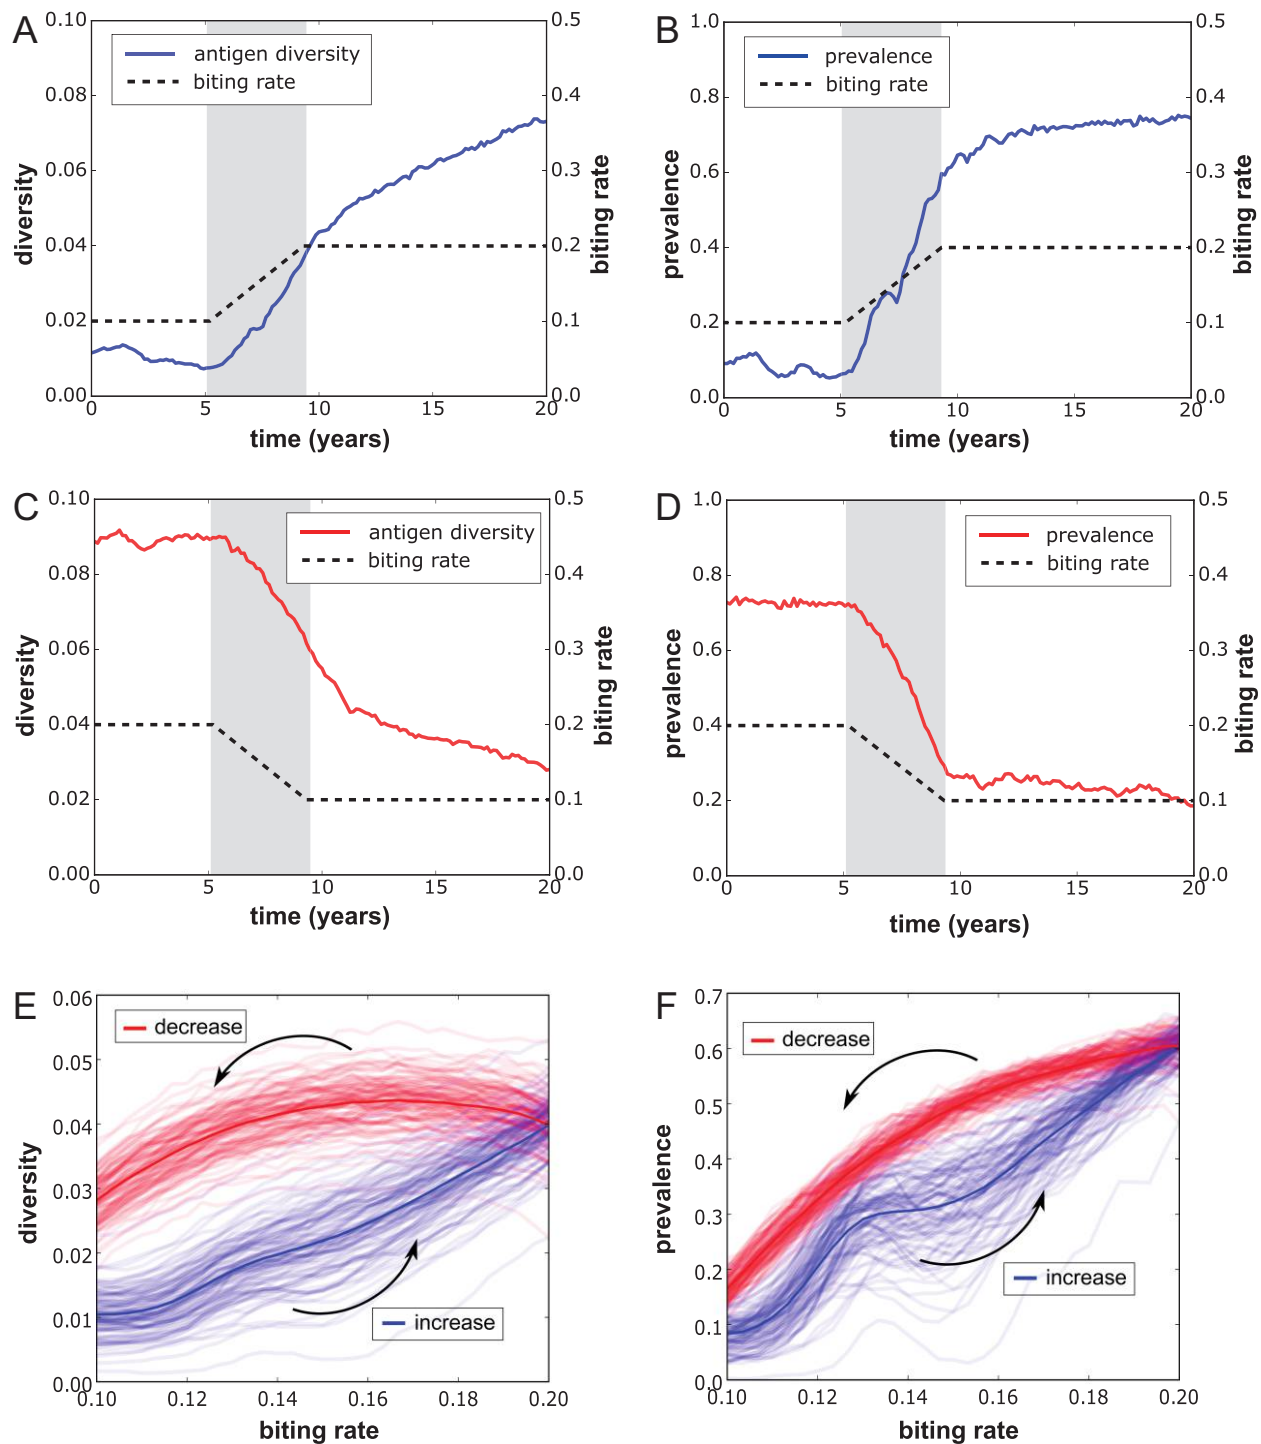 A
0.10
0.08
0.06
0.04
0.02
0.00
diversity
antigen diversity
biting rate
0.5
0.4
0.3
0.2
0.1
0.0
biting rate
0
5
10
15
20
time (years)
B
1.0
0.8
0.6
0.4
0.2
0.0
prevalence
prevalence
biting rate
0.5
0.4
0.3
0.2
0.1
0.0
biting rate
0
5
10
15
20
time (years)
C
0.10
0.08
0.06
0.04
0.02
0.00
diversity
antigen diversity
biting rate
0.5
0.4
0.3
0.2
0.1
0.0
biting rate
0
5
10
15
20
time (years)
D
1.0
0.8
0.6
0.4
0.2
0.0
prevalence
prevalence
biting rate
0.5
0.4
0.3
0.2
0.1
0.0
biting rate
0
5
10
15
20
time (years)
E
0.06
0.05
0.04
0.03
0.02
0.01
0.00
diversity
decrease
increase
0.10
0.12
0.14
0.16
0.18
0.20
biting rate
F
0.7
0.6
0.5
0.4
0.3
0.2
0.1
0.0
prevalence
decrease
increase
0.10
0.12
0.14
0.16
0.18
0.20
biting rate